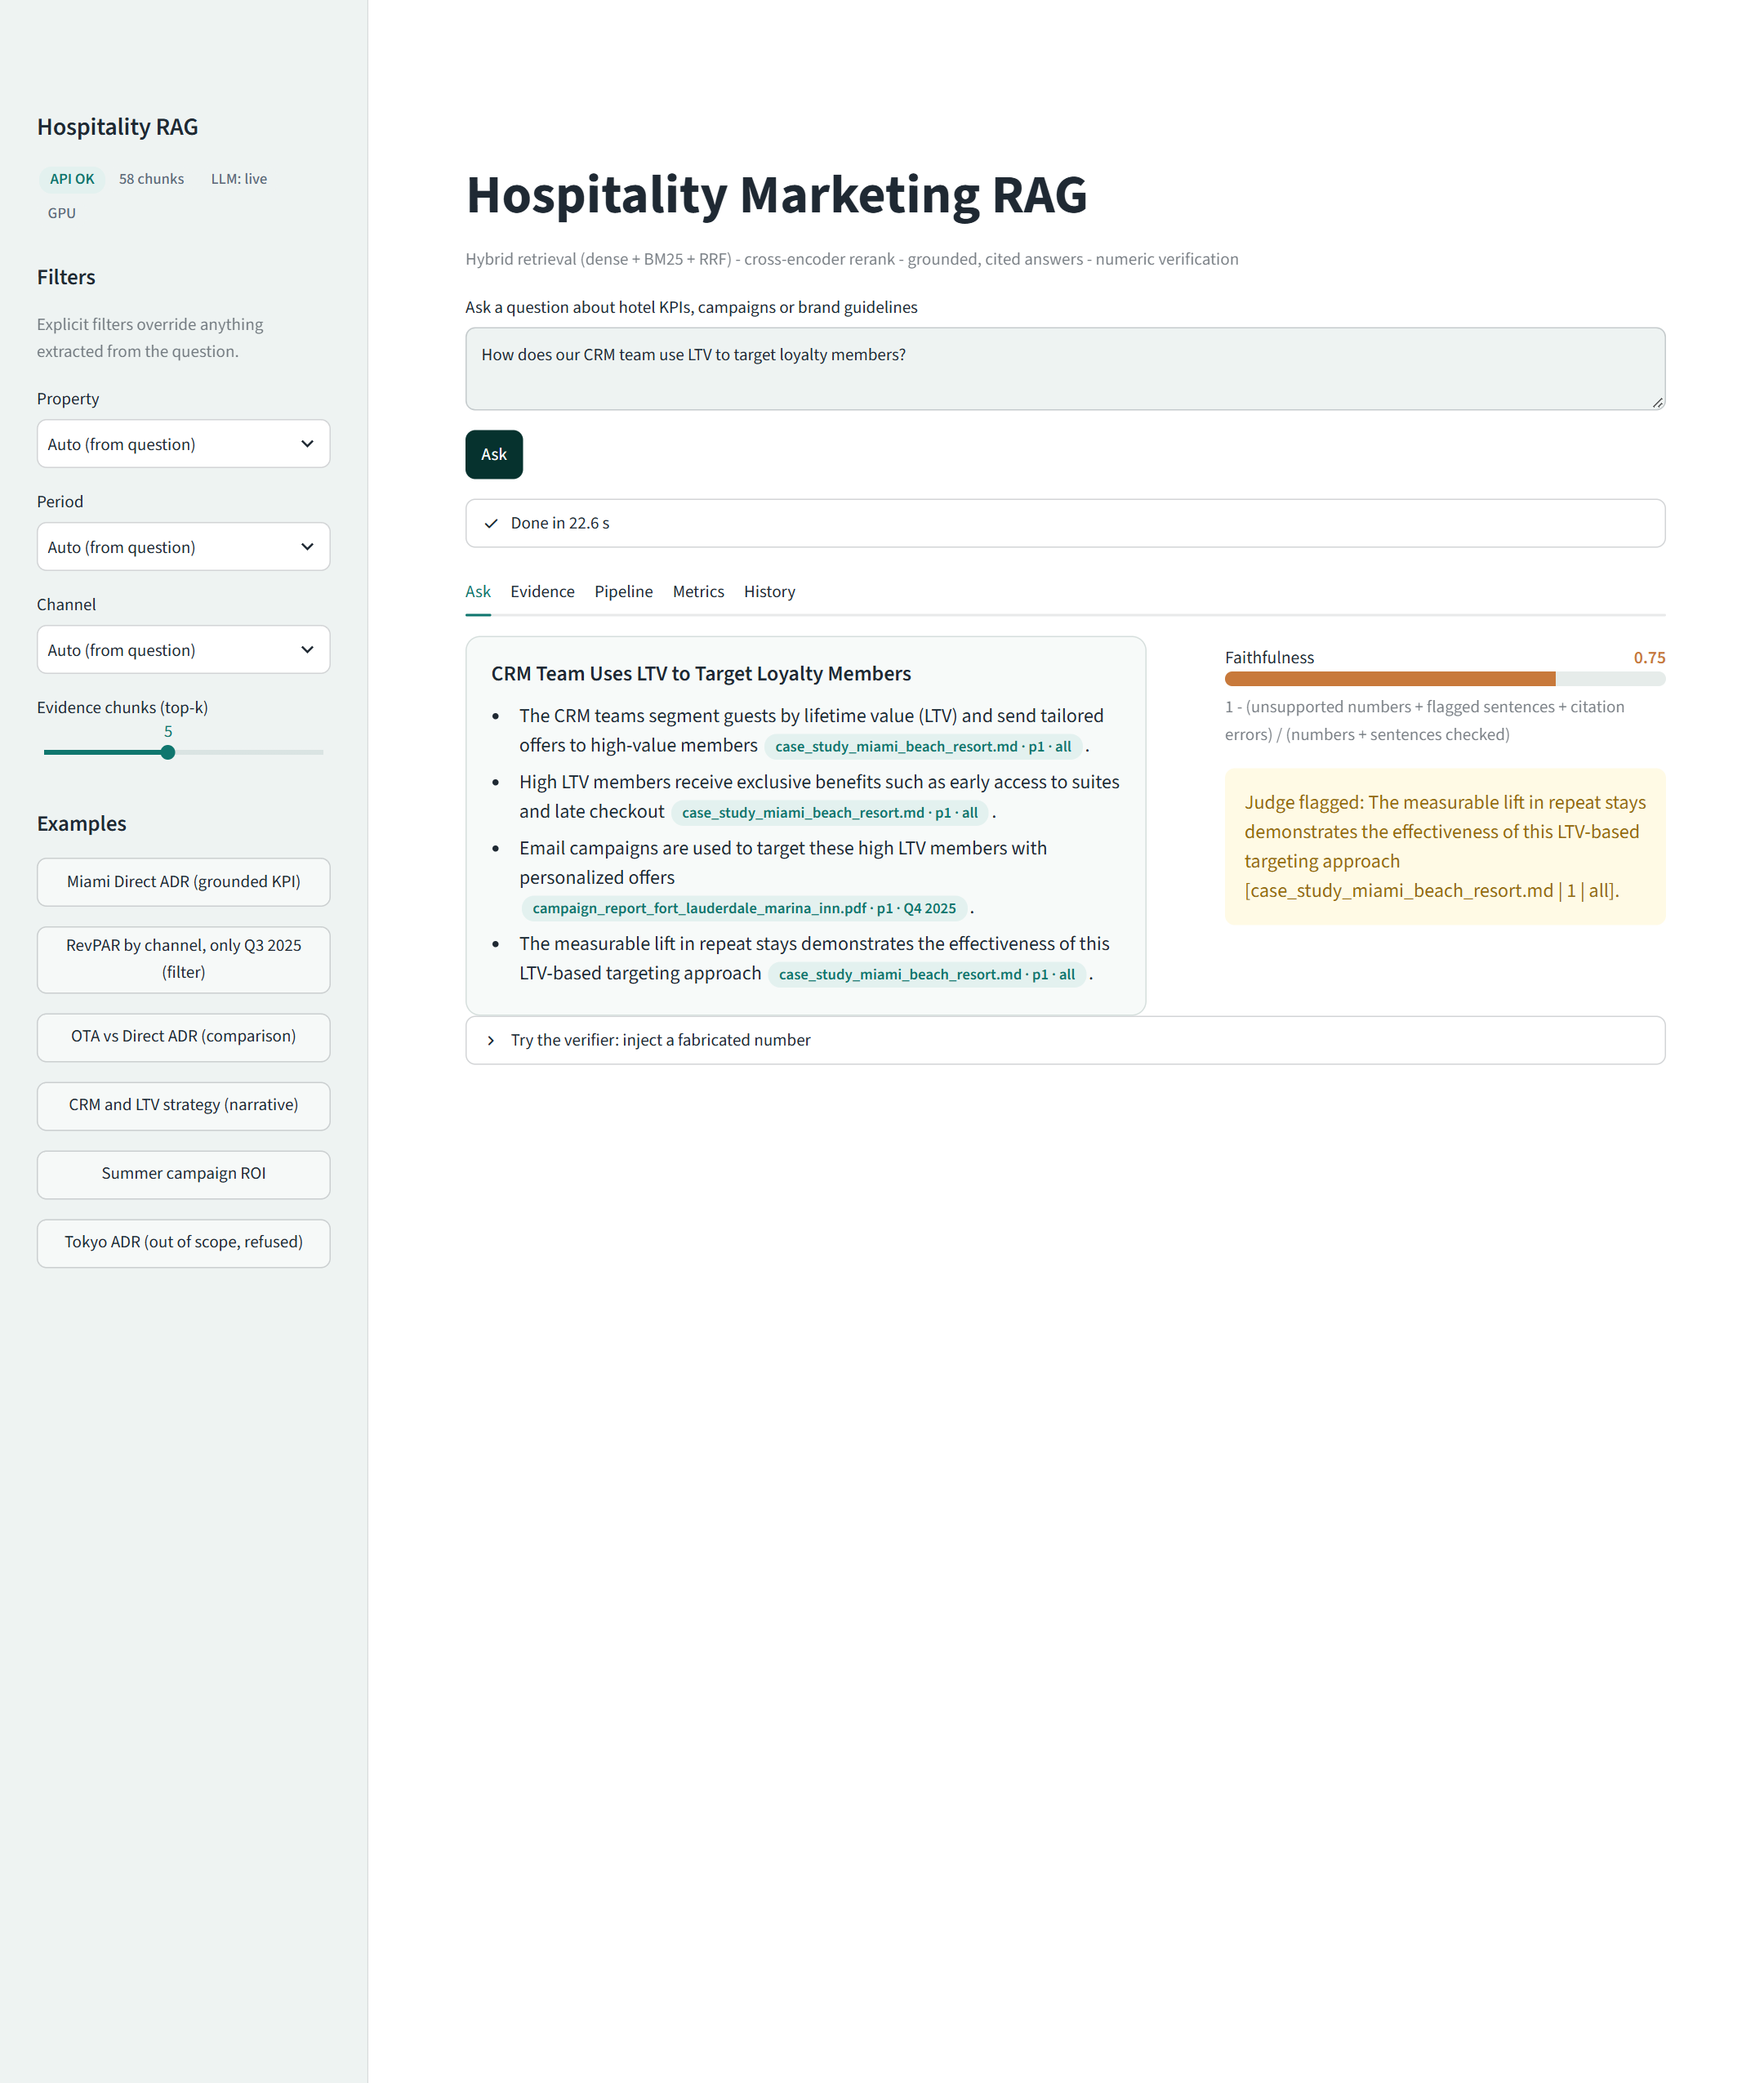 Hospitality RAG
API OK 58 chunks LLM: live
GPU
Filters
Explicit filters override anything
extracted from the question.
Property
Auto (from question)
Period
Auto (from question)
Channel
Auto (from question)
Evidence chunks (top-k)
5
Examples
Miami Direct ADR (grounded KPI)
RevPAR by channel, only Q3 2025
(filter)
OTA vs Direct ADR (comparison)
CRM and LTV strategy (narrative)
Summer campaign ROI
Tokyo ADR (out of scope, refused)
Hospitality Marketing RAG
Hybrid retrieval (dense + BM25 + RRF) - cross-encoder rerank - grounded, cited answers - numeric verification
Ask a question about hotel KPIs, campaigns or brand guidelines
How does our CRM team use LTV to target loyalty members?
Ask
Done in 22.6 s
Ask Evidence Pipeline Metrics History
CRM Team Uses LTV to Target Loyalty Members
• The CRM teams segment guests by lifetime value (LTV) and send tailored
offers to high-value members case_study_miami_beach_resort.md · p1 · all .
• High LTV members receive exclusive benefits such as early access to suites
and late checkout case_study_miami_beach_resort.md · p1 · all .
• Email campaigns are used to target these high LTV members with
personalized offers
campaign_report_fort_lauderdale_marina_inn.pdf · p1 · Q4 2025 .
• The measurable lift in repeat stays demonstrates the effectiveness of this
LTV-based targeting approach case_study_miami_beach_resort.md · p1 · all .
Faithfulness 0.75
1 - (unsupported numbers + flagged sentences + citation
errors) / (numbers + sentences checked)
Judge flagged: The measurable lift in repeat stays
demonstrates the effectiveness of this LTV-based
targeting approach
[case_study_miami_beach_resort.md | 1 | all].
Try the verifier: inject a fabricated number